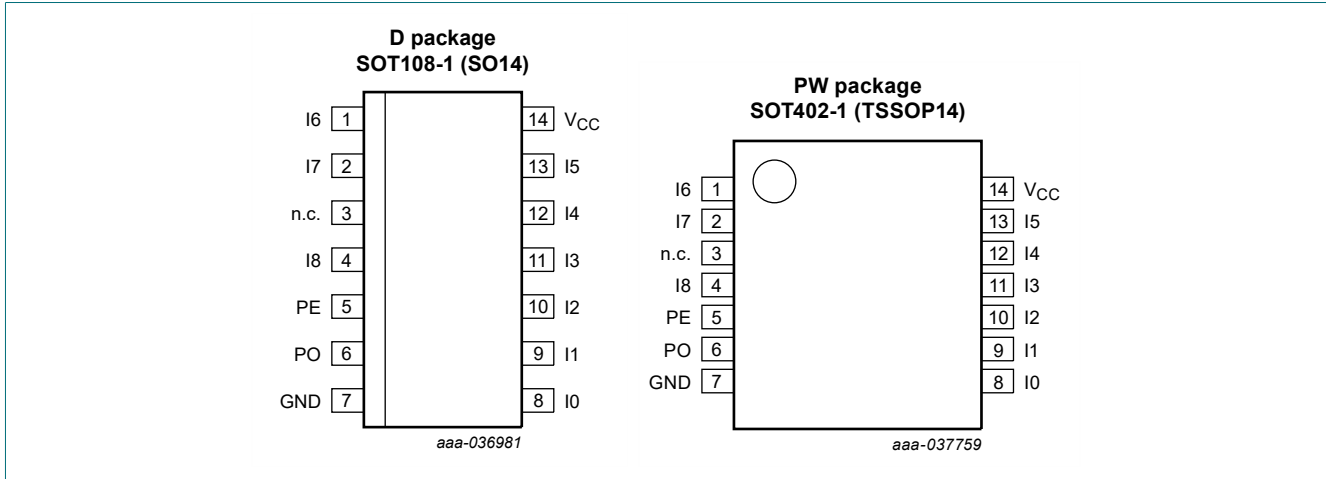 D package
SOT108-1 (SO14)
I6 1
14 VCC
I7 2
13 I5
n.c. 3
12 I4
I8 4
11 I3
PE 5
10 I2
PO 6
9 I1
GND 7
8 I0
aaa-036981
PW package
SOT402-1 (TSSOP14)
I6 1
14 VCC
I7 2
13 I5
n.c. 3
12 I4
I8 4
11 I3
PE 5
10 I2
PO 6
9 I1
GND 7
8 I0
aaa-037759